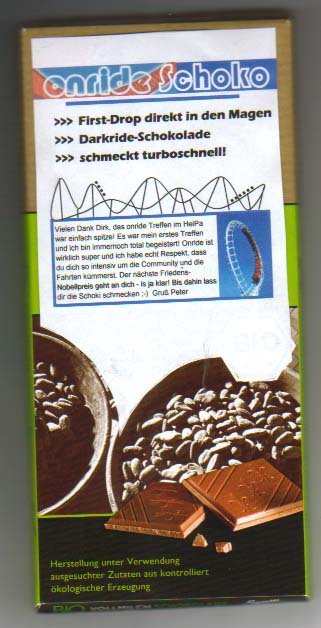 onride Schoko
>>> First-Drop direkt in den Magen
>>> Darkride-Schokolade
>>> schmeckt turboschnell!
Vielen Dank Dirk, das onride Treffen im HeiPa
war einfach spitze! Es war mein erstes Treffen
und ich bin immernoch total begeistert! Onride ist
wirklich super und ich habe echt Respekt, dass
du dich so intensiv um die Community und die
Fahrten kümmerst. Der nächste Friedens-
Nobelpreis geht an dich - is ja klar! Bis dahin lass
dir die Schoki schmecken ;-) Gruß Peter
Herstellung unter Verwendung
ausgesuchter Zutaten aus kontrolliert
ökologischer Erzeugung
BIO VOLLMILCH